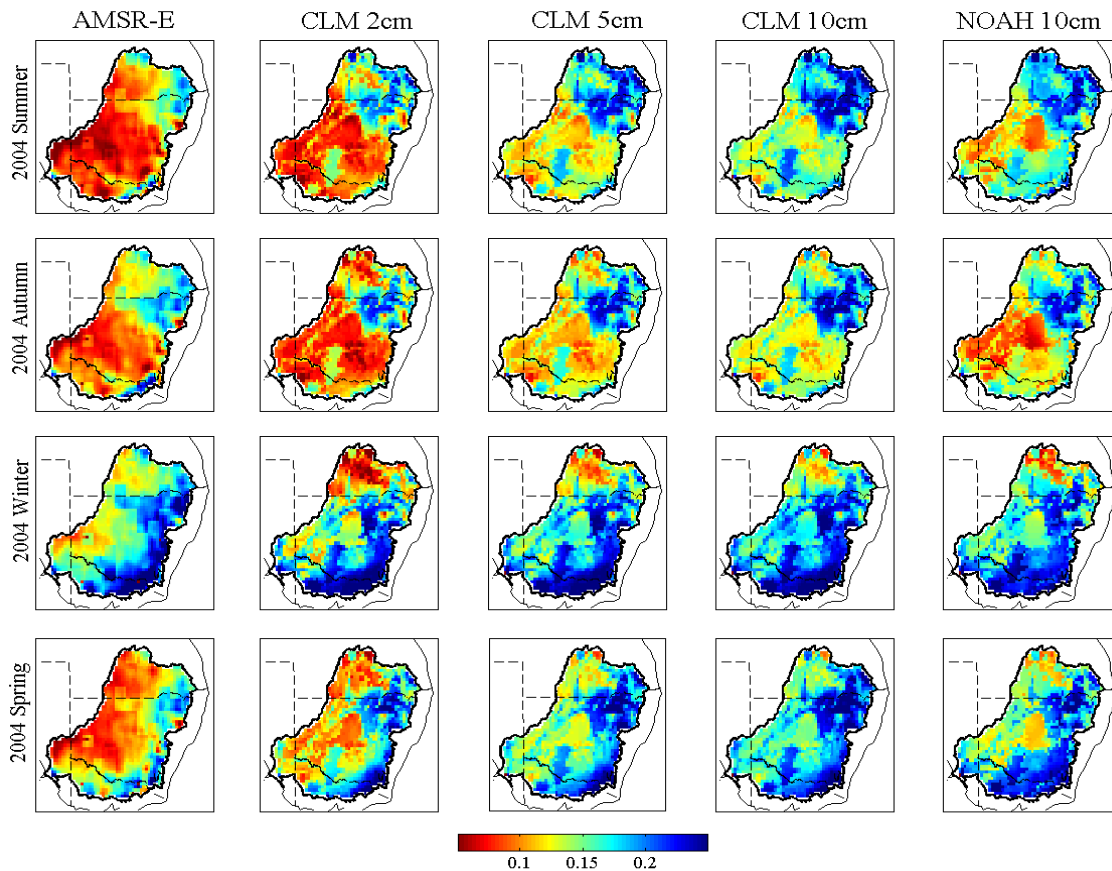 AMSR-E CLM 2cm CLM 5cm CLM 10cm NOAH 10cm
2004 Summer
2004 Autumn
2004 Winter
2004 Spring
0.1 0.15 0.2